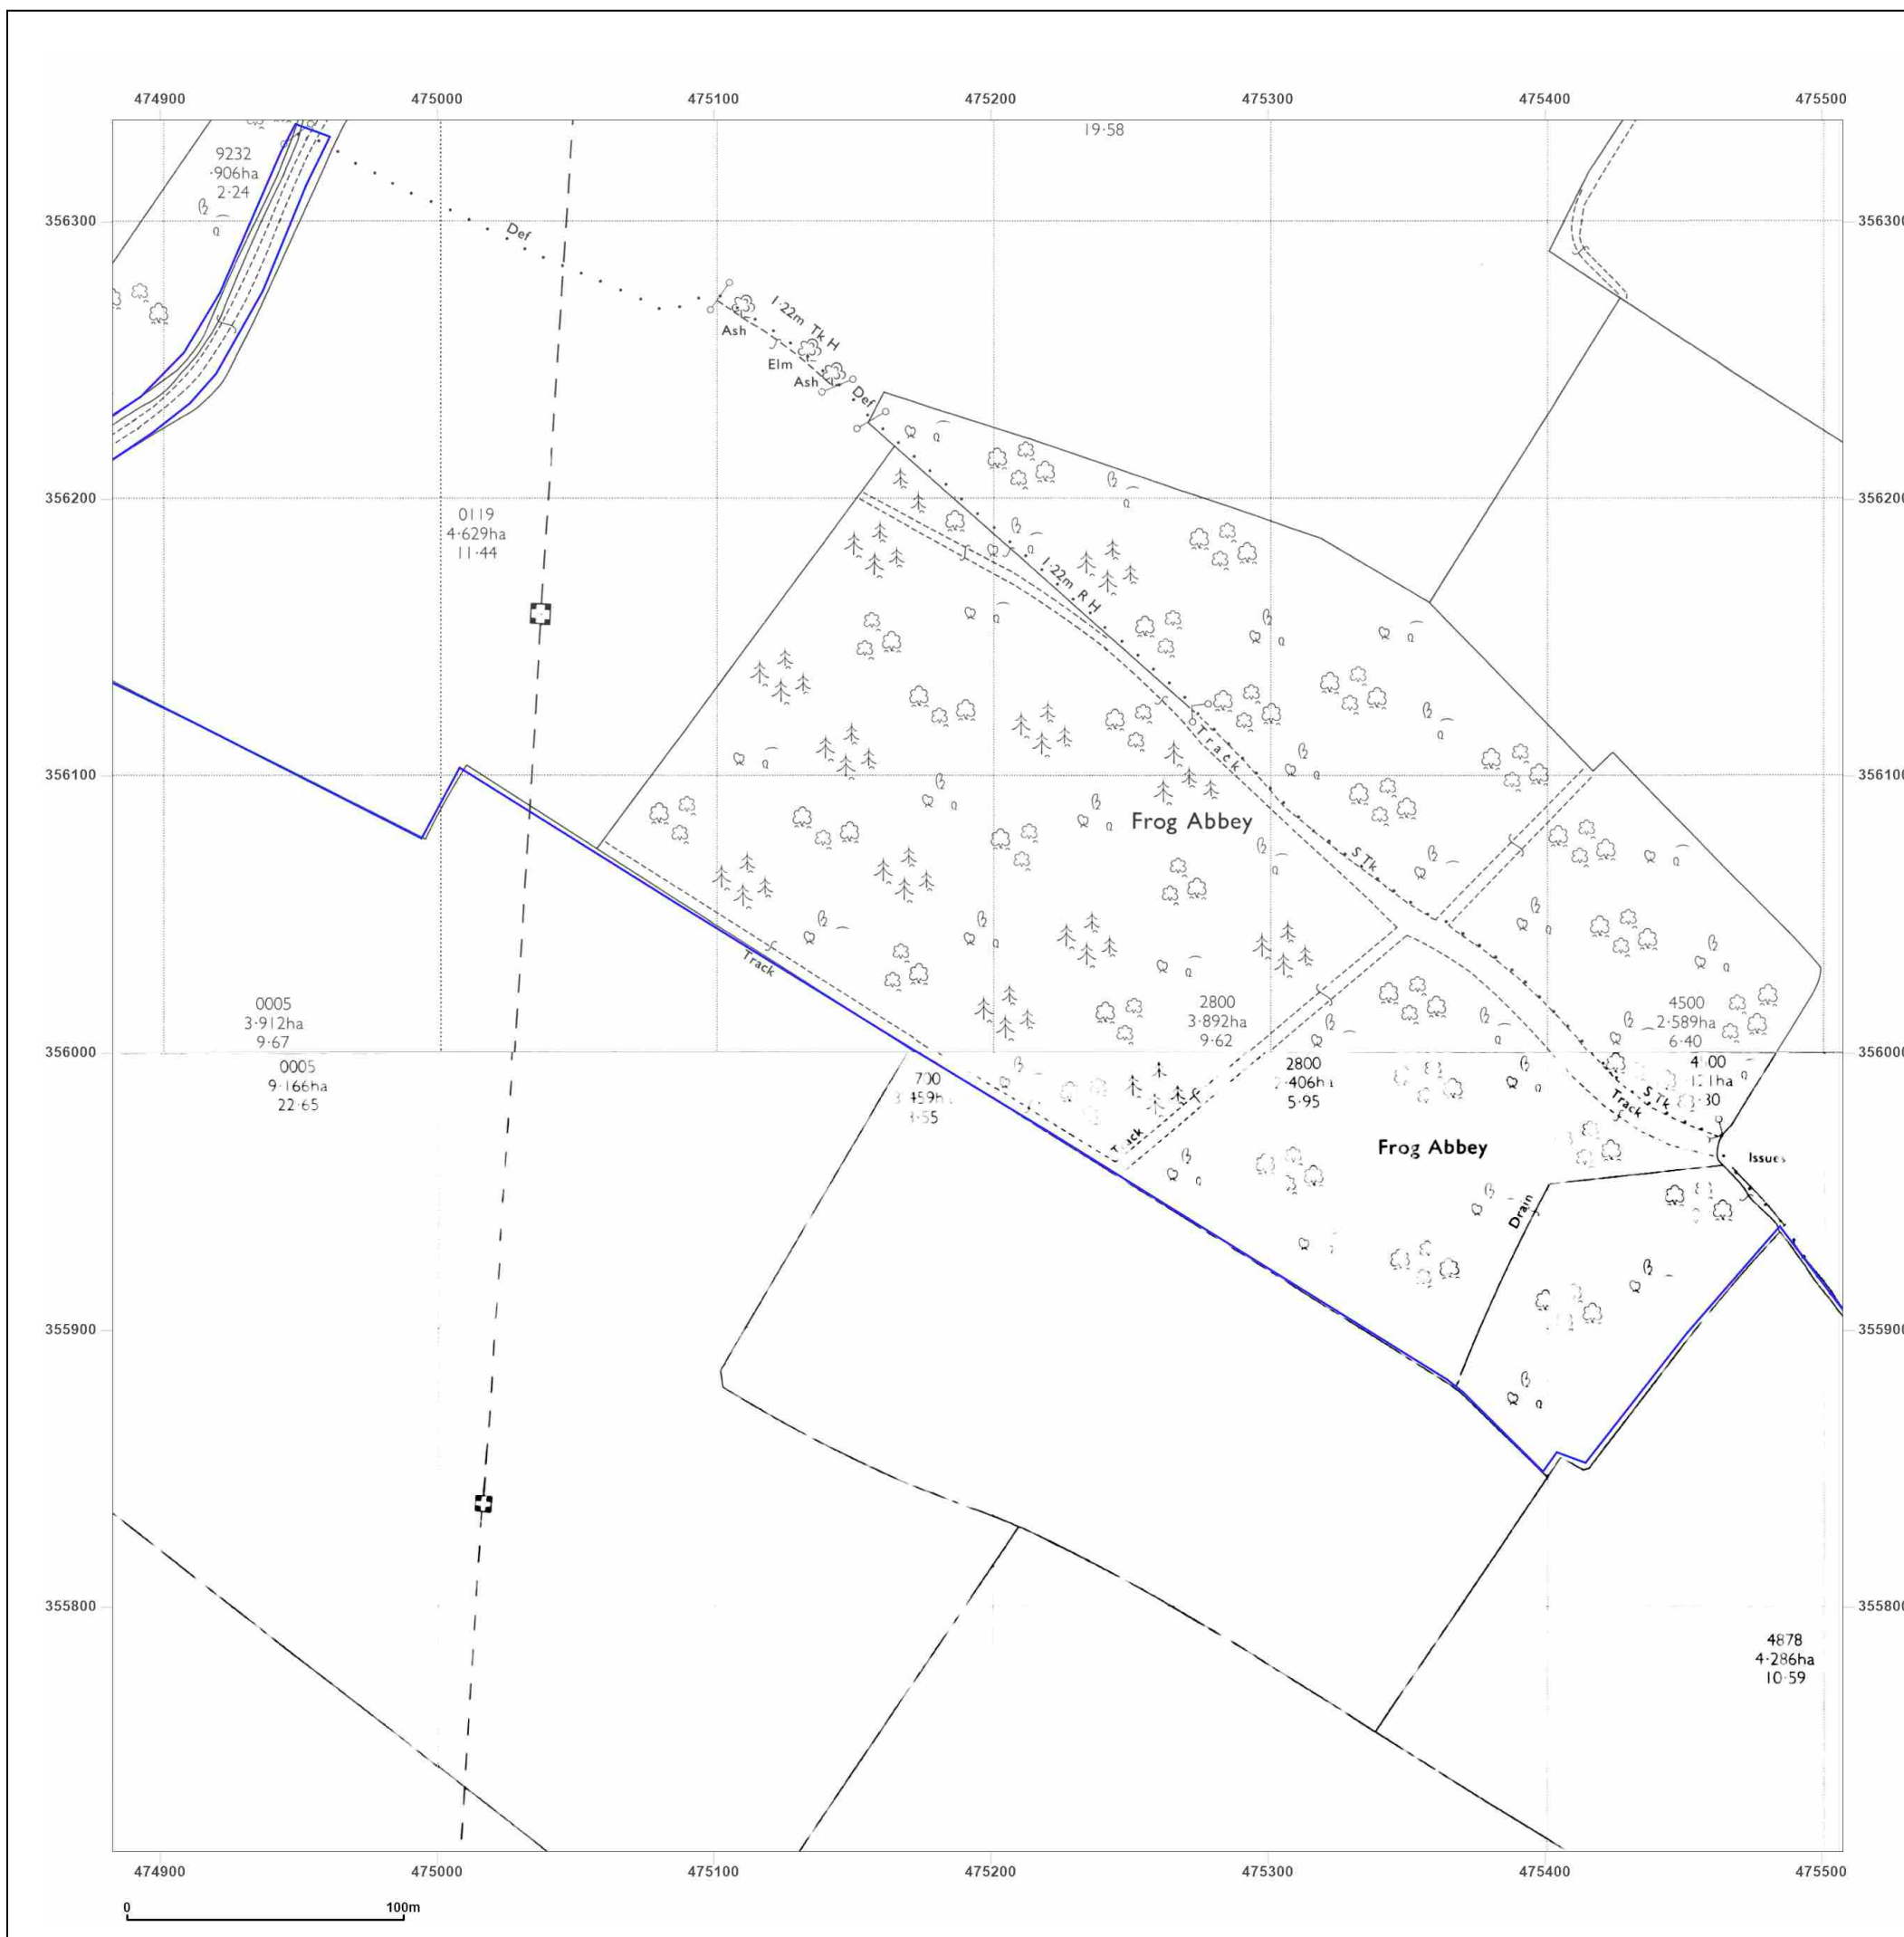 474900 475000 475100 475200 475300 475400 475500
19·58
9232
·906ha
2·24
356300
Def
1·22m Tk H
Ash
Elm
Ash
Def
356200 356200
0119
4·629ha
11·44
1·22m R H
Track
356100
Frog Abbey
S Tk
Track
0005
3·912ha
9·67
2800
3·892ha
9·62
4500
2·589ha
6·40
356000
0005
9·166ha
22·65
2800
5·95
S Tk
Track
Frog Abbey
Issues
Drain
355900
355800
4878
4·286ha
10·59
474900 475000 475100 475200 475300 475400 475500
0 100m